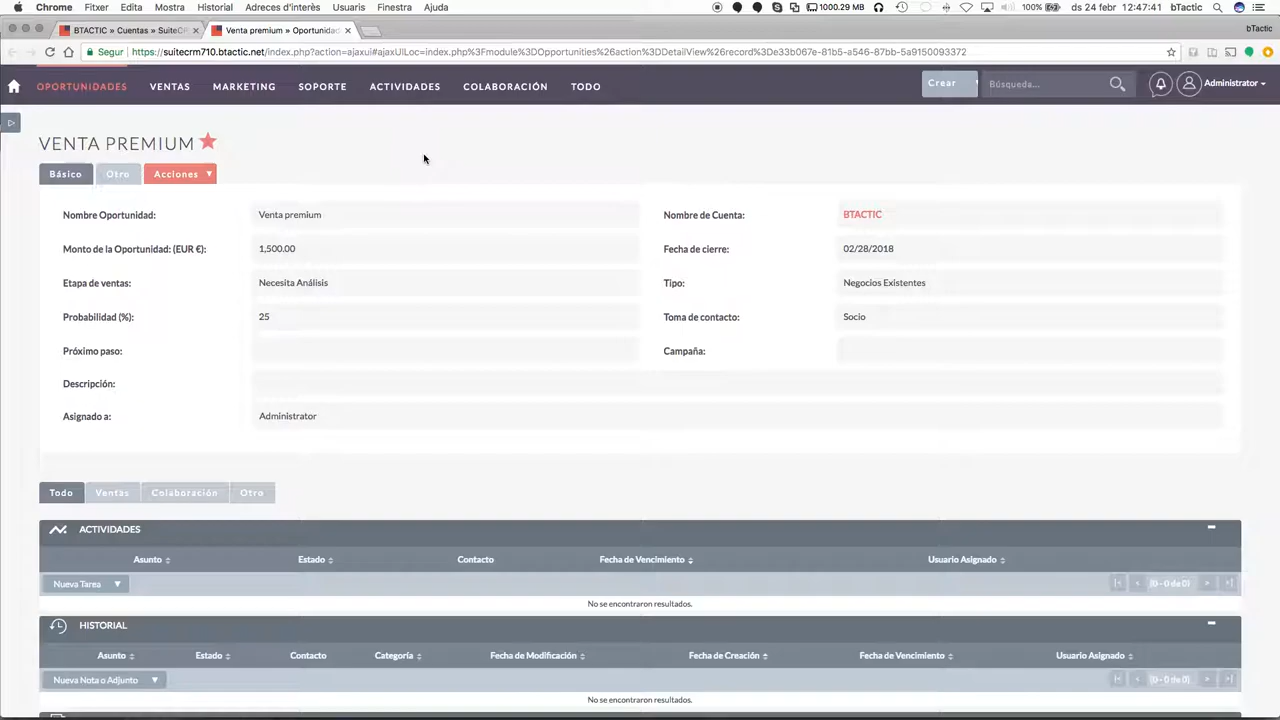 Chrome Fitxer Edita Mostra Historial Adreces d'interès Usuaris Finestra Ajuda 1000.29 MB 100% ds 24 febr 12:47:41 bTactic
BTACTIC » Cuentas » SuiteCR Venta premium » Oportunidad bTactic
Segur https://suitecrm710.btactic.net/index.php?action=ajaxui#ajaxUILoc=index.php%3Fmodule%3DOpportunities%26action%3DDetailView%26record%3De33b067e-81b5-a546-87bb-5a9150093372
OPORTUNIDADES VENTAS MARKETING SOPORTE ACTIVIDADES COLABORACIÓN TODO Crear Búsqueda... Administrator
VENTA PREMIUM
Básico Otro Acciones
Nombre Oportunidad: Venta premium Nombre de Cuenta: BTACTIC
Monto de la Oportunidad: (EUR €): 1,500.00 Fecha de cierre: 02/28/2018
Etapa de ventas: Necesita Análisis Tipo: Negocios Existentes
Probabilidad (%): 25 Toma de contacto: Socio
Próximo paso: Campaña:
Descripción:
Asignado a: Administrator
Todo Ventas Colaboración Otro
ACTIVIDADES
Asunto Estado Contacto Fecha de Vencimiento Usuario Asignado
Nueva Tarea (0 - 0 de 0)
No se encontraron resultados.
HISTORIAL
Asunto Estado Contacto Categoría Fecha de Modificación Fecha de Creación Fecha de Vencimiento Usuario Asignado
Nueva Nota o Adjunto (0 - 0 de 0)
No se encontraron resultados.